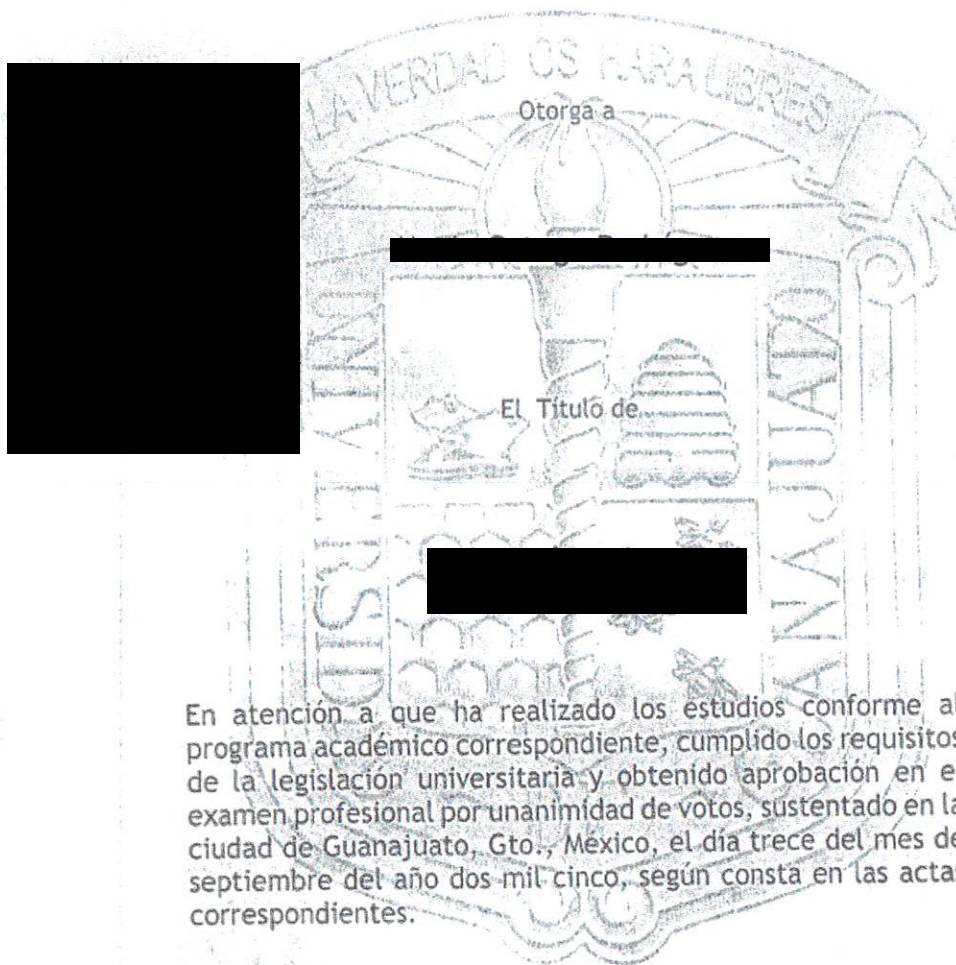 LA VERDAD OS HARA LIBRES
Otorga a
El Título de
En atención a que ha realizado los estudios conforme al
programa académico correspondiente, cumplido los requisitos
de la legislación universitaria y obtenido aprobación en el
examen profesional por unanimidad de votos, sustentado en la
ciudad de Guanajuato, Gto., México, el día trece del mes de
septiembre del año dos mil cinco, según consta en las actas
correspondientes.